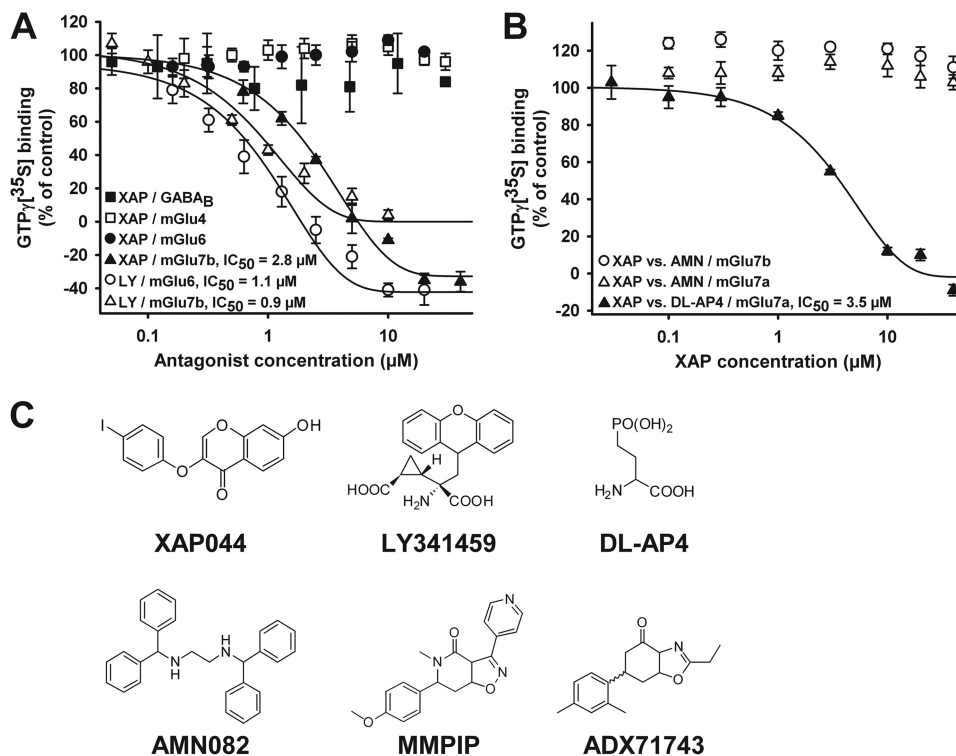 A
GTPγ[35S] binding
(% of control)
120
100
80
60
40
20
0
-20
-40
XAP / GABAB
XAP / mGlu4
XAP / mGlu6
XAP / mGlu7b, IC50 = 2.8 μM
LY / mGlu6, IC50 = 1.1 μM
LY / mGlu7b, IC50 = 0.9 μM
0.1
1
10
Antagonist concentration (μM)
B
GTPγ[35S] binding
(% of control)
120
100
80
60
40
20
0
-20
XAP vs. AMN / mGlu7b
XAP vs. AMN / mGlu7a
XAP vs. DL-AP4 / mGlu7a, IC50 = 3.5 μM
0.1
1
10
XAP concentration (μM)
C
I
O
O
O
OH
XAP044
O
H
HOOC
H2N
COOH
LY341459
PO(OH)2
H2N
COOH
DL-AP4
H
N
N
H
AMN082
N
O
N
N
O
O
MMPIP
O
N
O
ADX71743